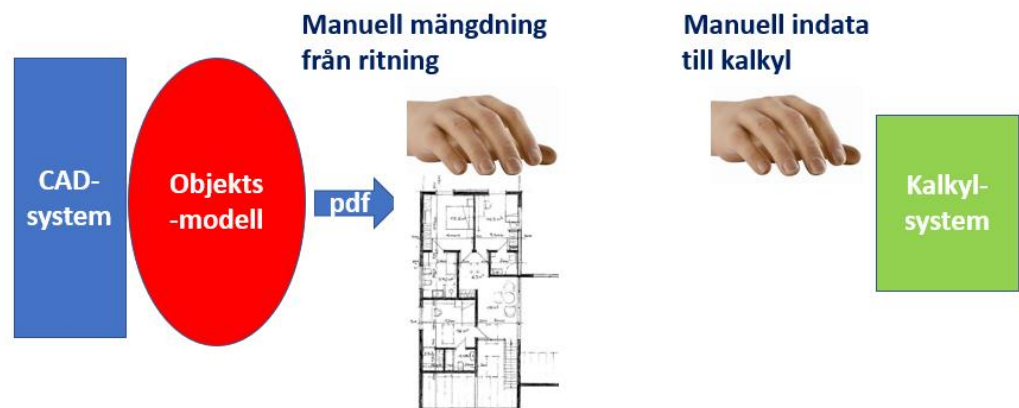 Manuell mängdning
från ritning
Manuell indata
till kalkyl
CAD-
system
Objekts
-modell
pdf
Kalkyl-
system